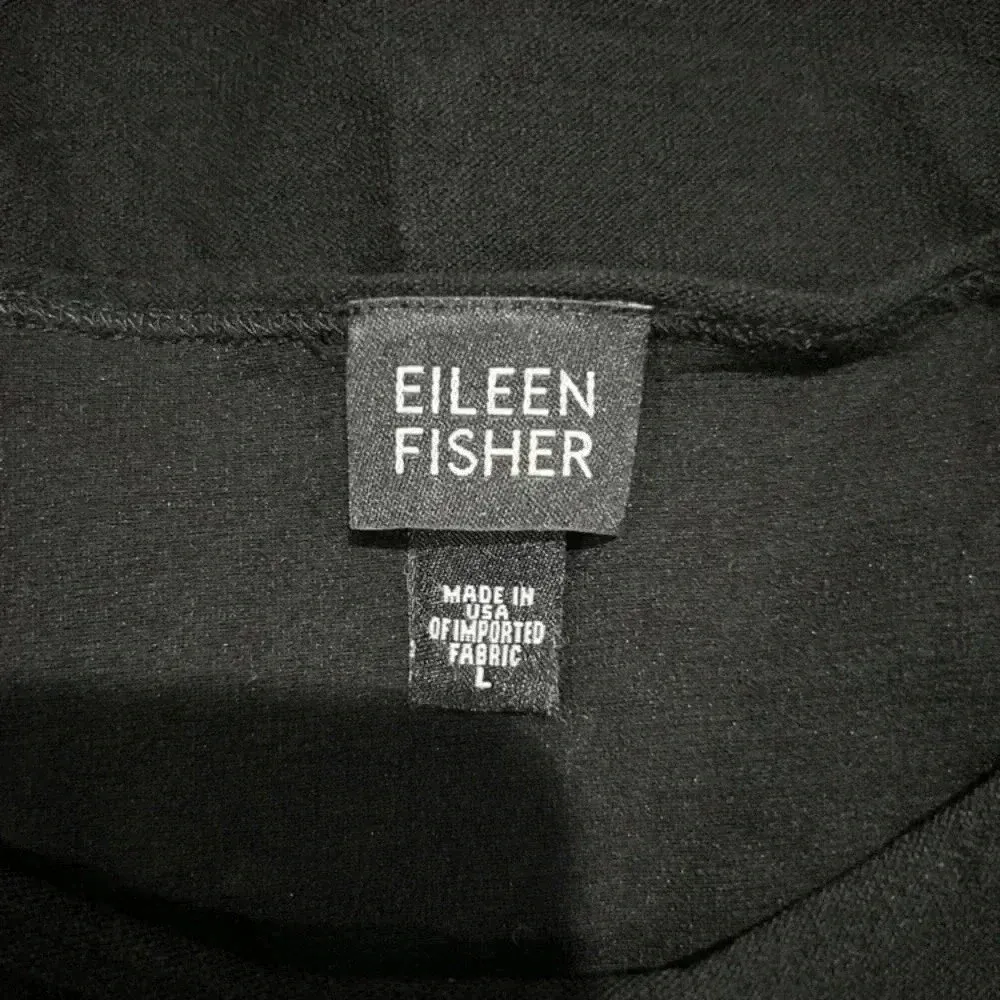 EILEEN
FISHER
MADE IN
USA
OF IMPORTED
FABRIC
L